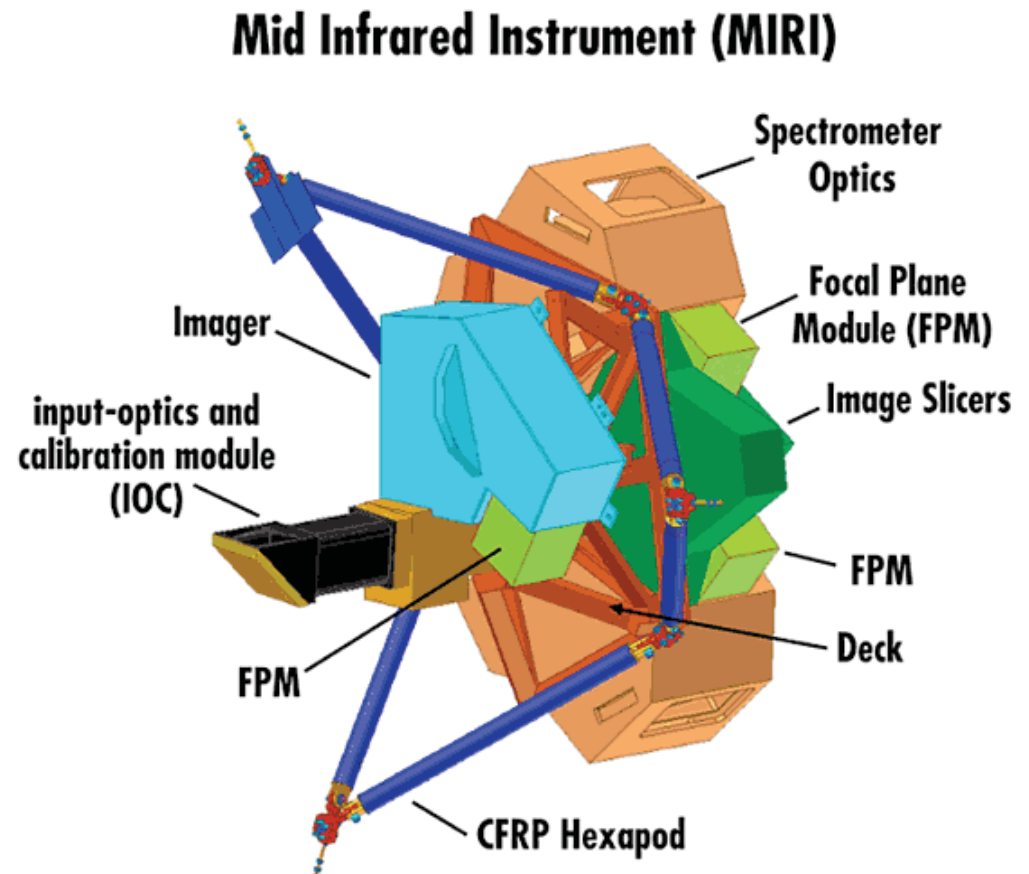 Mid Infrared Instrument (MIRI)
Spectrometer
Optics
Focal Plane
Module (FPM)
Imager
Image Slicers
input-optics and
calibration module
(IOC)
FPM
Deck
FPM
CFRP Hexapod